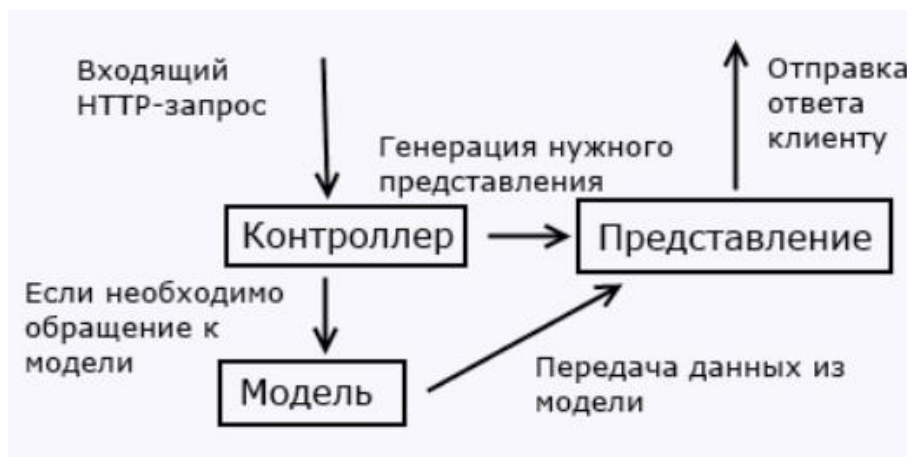 Входящий
HTTP-запрос
Отправка
ответа
клиенту
Генерация нужного
представления
Контроллер
Представление
Если необходимо
обращение к
модели
Модель
Передача данных из
модели